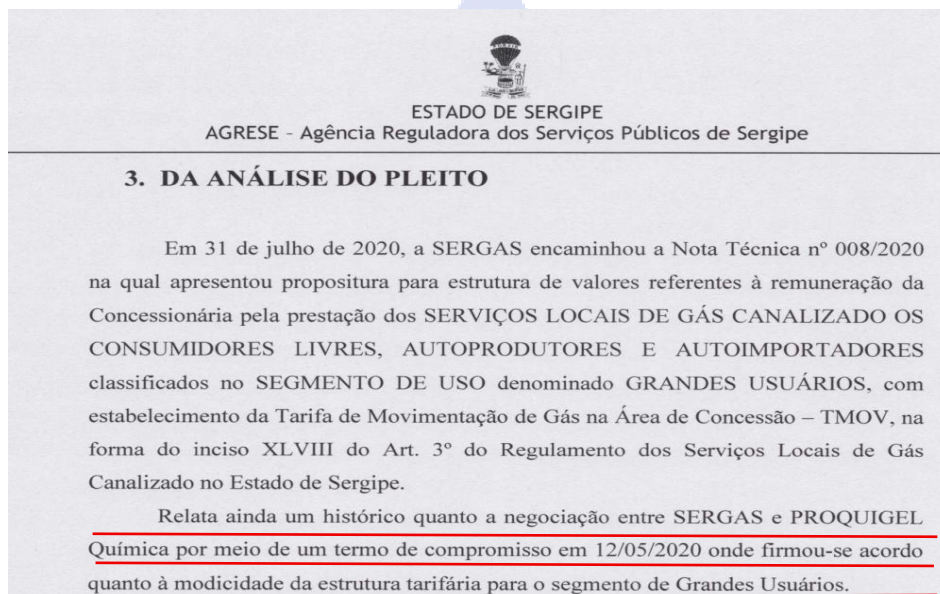 ESTADO DE SERGIPE
AGRESE - Agência Reguladora dos Serviços Públicos de Sergipe
3. DA ANÁLISE DO PLEITO
Em 31 de julho de 2020, a SERGAS encaminhou a Nota Técnica nº 008/2020
na qual apresentou propositura para estrutura de valores referentes à remuneração da
Concessionária pela prestação dos SERVIÇOS LOCAIS DE GÁS CANALIZADO OS
CONSUMIDORES LIVRES, AUTOPRODUTORES E AUTOIMPORTADORES
classificados no SEGMENTO DE USO denominado GRANDES USUÁRIOS, com
estabelecimento da Tarifa de Movimentação de Gás na Área de Concessão – TMOV, na
forma do inciso XLVIII do Art. 3º do Regulamento dos Serviços Locais de Gás
Canalizado no Estado de Sergipe.
Relata ainda um histórico quanto a negociação entre SERGAS e PROQUIGEL
Química por meio de um termo de compromisso em 12/05/2020 onde firmou-se acordo
quanto à modicidade da estrutura tarifária para o segmento de Grandes Usuários.